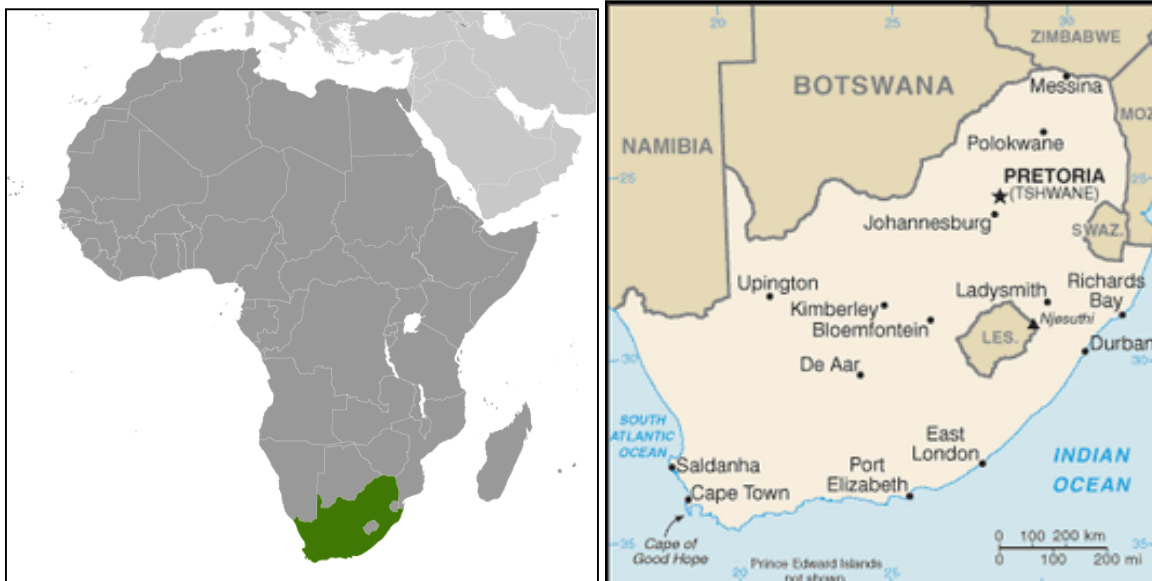 20
25
30
ZIMBABWE
Messina
BOTSWANA
MOZ
NAMIBIA
Polokwane
25
PRETORIA
(TSHWANE)
Johannesburg
SWAZ.
Upington
Ladysmith
Richards
Bay
Kimberley
Njesuthi
Bloemfontein
LES.
Durban
30
30
De Aar
SOUTH
ATLANTIC
OCEAN
East
London
INDIAN
OCEAN
Saldanha
Port
Elizabeth
Cape Town
Cape of
Good Hope
0 100 200 km
0 100 200 mi
35
35
Prince Edward Islands
not shown
20
25